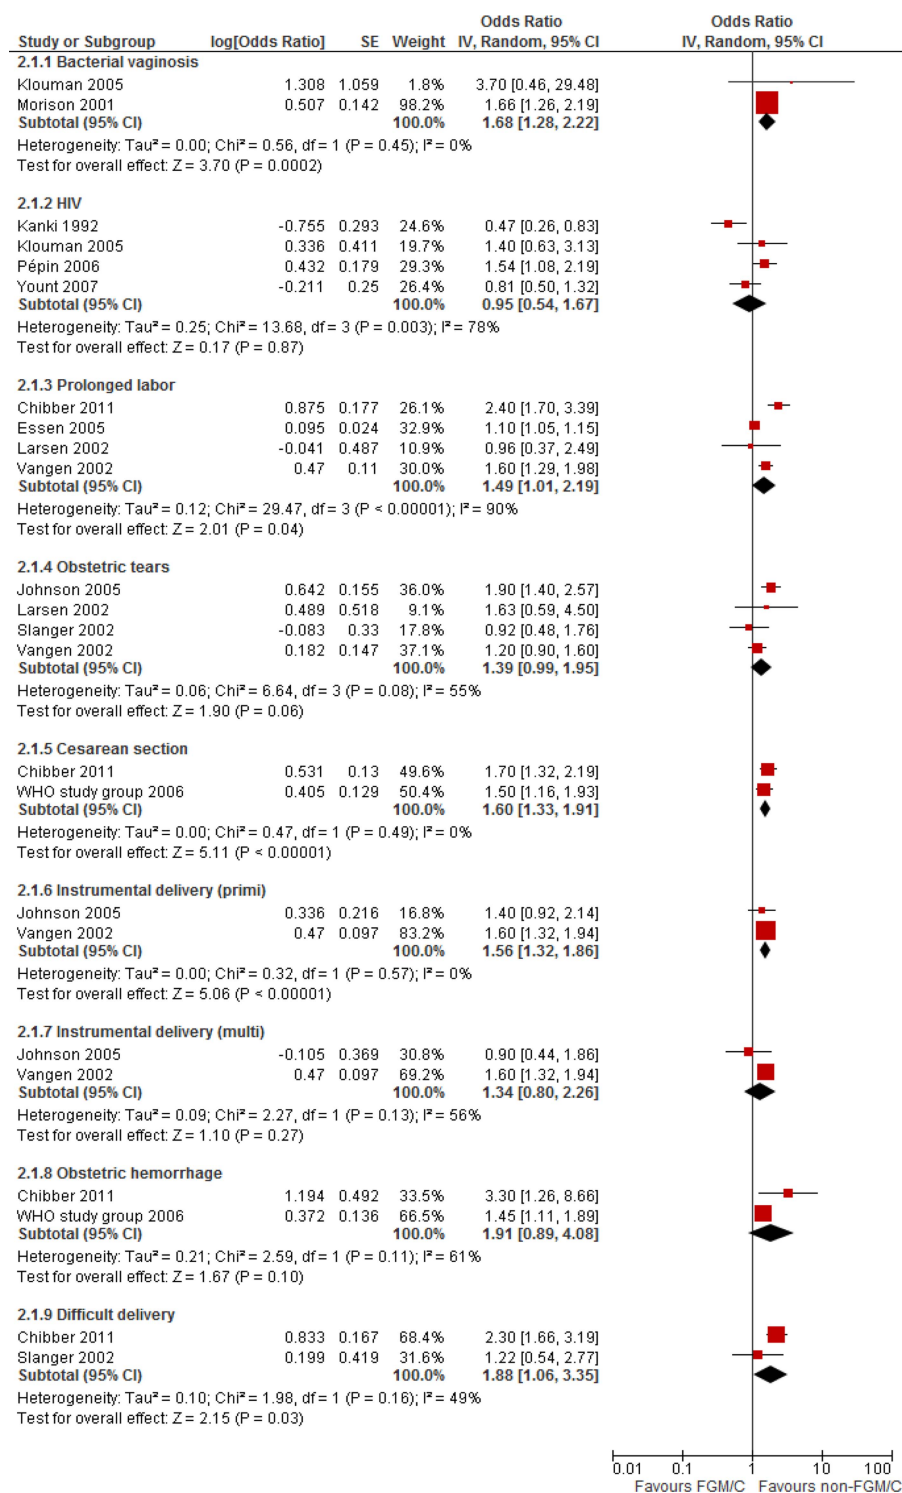 Odds Ratio Odds Ratio
Study or Subgroup log[Odds Ratio] SE Weight IV, Random, 95% CI IV, Random, 95% CI
2.1.1 Bacterial vaginosis
Klouman 2005 1.308 1.059 1.8% 3.70 [0.46, 29.48]
Morison 2001 0.507 0.142 98.2% 1.66 [1.26, 2.19]
Subtotal (95% CI) 100.0% 1.68 [1.28, 2.22]
Heterogeneity: Tau² = 0.00; Chi² = 0.56, df = 1 (P = 0.45); I² = 0%
Test for overall effect: Z = 3.70 (P = 0.0002)
2.1.2 HIV
Kanki 1992 -0.755 0.293 24.6% 0.47 [0.26, 0.83]
Klouman 2005 0.336 0.411 19.7% 1.40 [0.63, 3.13]
Pépin 2006 0.432 0.179 29.3% 1.54 [1.08, 2.19]
Yount 2007 -0.211 0.25 26.4% 0.81 [0.50, 1.32]
Subtotal (95% CI) 100.0% 0.95 [0.54, 1.67]
Heterogeneity: Tau² = 0.25; Chi² = 13.68, df = 3 (P = 0.003); I² = 78%
Test for overall effect: Z = 0.17 (P = 0.87)
2.1.3 Prolonged labor
Chibber 2011 0.875 0.177 26.1% 2.40 [1.70, 3.39]
Essen 2005 0.095 0.024 32.9% 1.10 [1.05, 1.15]
Larsen 2002 -0.041 0.487 10.9% 0.96 [0.37, 2.49]
Vangen 2002 0.47 0.11 30.0% 1.60 [1.29, 1.98]
Subtotal (95% CI) 100.0% 1.49 [1.01, 2.19]
Heterogeneity: Tau² = 0.12; Chi² = 29.47, df = 3 (P < 0.00001); I² = 90%
Test for overall effect: Z = 2.01 (P = 0.04)
2.1.4 Obstetric tears
Johnson 2005 0.642 0.155 36.0% 1.90 [1.40, 2.57]
Larsen 2002 0.489 0.518 9.1% 1.63 [0.59, 4.50]
Slanger 2002 -0.083 0.33 17.8% 0.92 [0.48, 1.76]
Vangen 2002 0.182 0.147 37.1% 1.20 [0.90, 1.60]
Subtotal (95% CI) 100.0% 1.39 [0.99, 1.95]
Heterogeneity: Tau² = 0.06; Chi² = 6.64, df = 3 (P = 0.08); I² = 55%
Test for overall effect: Z = 1.90 (P = 0.06)
2.1.5 Cesarean section
Chibber 2011 0.531 0.13 49.6% 1.70 [1.32, 2.19]
WHO study group 2006 0.405 0.129 50.4% 1.50 [1.16, 1.93]
Subtotal (95% CI) 100.0% 1.60 [1.33, 1.91]
Heterogeneity: Tau² = 0.00; Chi² = 0.47, df = 1 (P = 0.49); I² = 0%
Test for overall effect: Z = 5.11 (P < 0.00001)
2.1.6 Instrumental delivery (primi)
Johnson 2005 0.336 0.216 16.8% 1.40 [0.92, 2.14]
Vangen 2002 0.47 0.097 83.2% 1.60 [1.32, 1.94]
Subtotal (95% CI) 100.0% 1.56 [1.32, 1.86]
Heterogeneity: Tau² = 0.00; Chi² = 0.32, df = 1 (P = 0.57); I² = 0%
Test for overall effect: Z = 5.06 (P < 0.00001)
2.1.7 Instrumental delivery (multi)
Johnson 2005 -0.105 0.369 30.8% 0.90 [0.44, 1.86]
Vangen 2002 0.47 0.097 69.2% 1.60 [1.32, 1.94]
Subtotal (95% CI) 100.0% 1.34 [0.80, 2.26]
Heterogeneity: Tau² = 0.09; Chi² = 2.27, df = 1 (P = 0.13); I² = 56%
Test for overall effect: Z = 1.10 (P = 0.27)
2.1.8 Obstetric hemorrhage
Chibber 2011 1.194 0.492 33.5% 3.30 [1.26, 8.66]
WHO study group 2006 0.372 0.136 66.5% 1.45 [1.11, 1.89]
Subtotal (95% CI) 100.0% 1.91 [0.89, 4.08]
Heterogeneity: Tau² = 0.21; Chi² = 2.59, df = 1 (P = 0.11); I² = 61%
Test for overall effect: Z = 1.67 (P = 0.10)
2.1.9 Difficult delivery
Chibber 2011 0.833 0.167 68.4% 2.30 [1.66, 3.19]
Slanger 2002 0.199 0.419 31.6% 1.22 [0.54, 2.77]
Subtotal (95% CI) 100.0% 1.88 [1.06, 3.35]
Heterogeneity: Tau² = 0.10; Chi² = 1.98, df = 1 (P = 0.16); I² = 49%
Test for overall effect: Z = 2.15 (P = 0.03)
0.01 0.1 1 10 100
Favours FGM/C Favours non-FGM/C